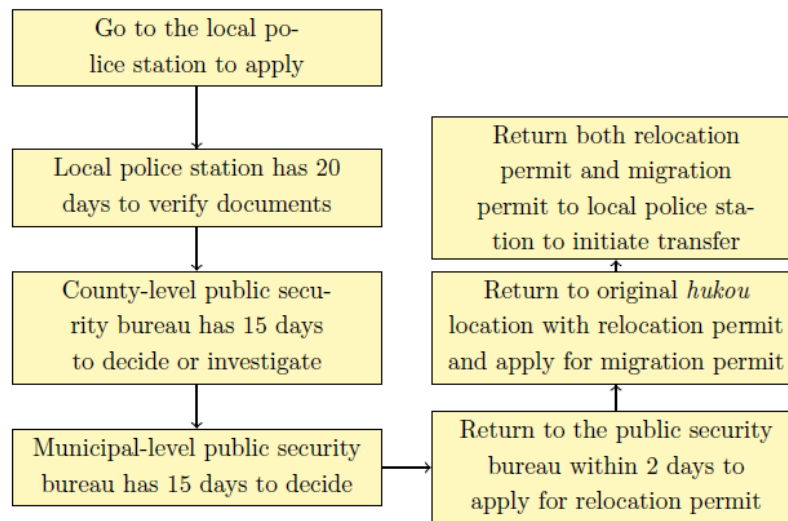 Go to the local po-
lice station to apply
Local police station has 20
days to verify documents
County-level public secu-
rity bureau has 15 days
to decide or investigate
Municipal-level public security
bureau has 15 days to decide
Return to the public security
bureau within 2 days to
apply for relocation permit
Return to original hukou
location with relocation permit
and apply for migration permit
Return both relocation
permit and migration
permit to local police sta-
tion to initiate transfer